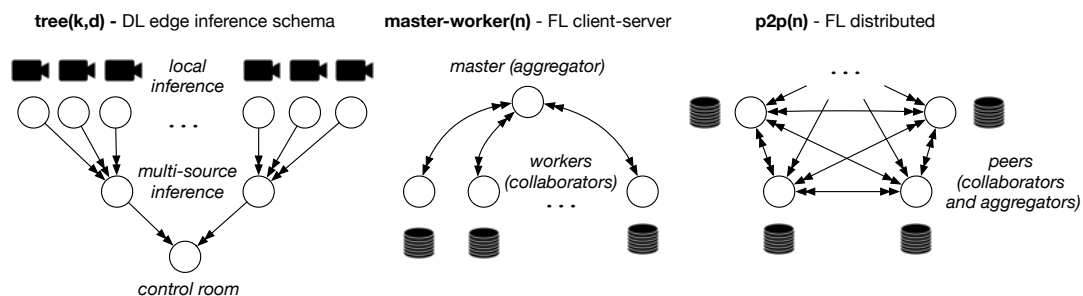 tree(k,d) - DL edge inference schema
local
inference
. . .
multi-source
inference
control room
master-worker(n) - FL client-server
master (aggregator)
workers
(collaborators)
. . .
p2p(n) - FL distributed
. . .
peers
(collaborators
and aggregators)